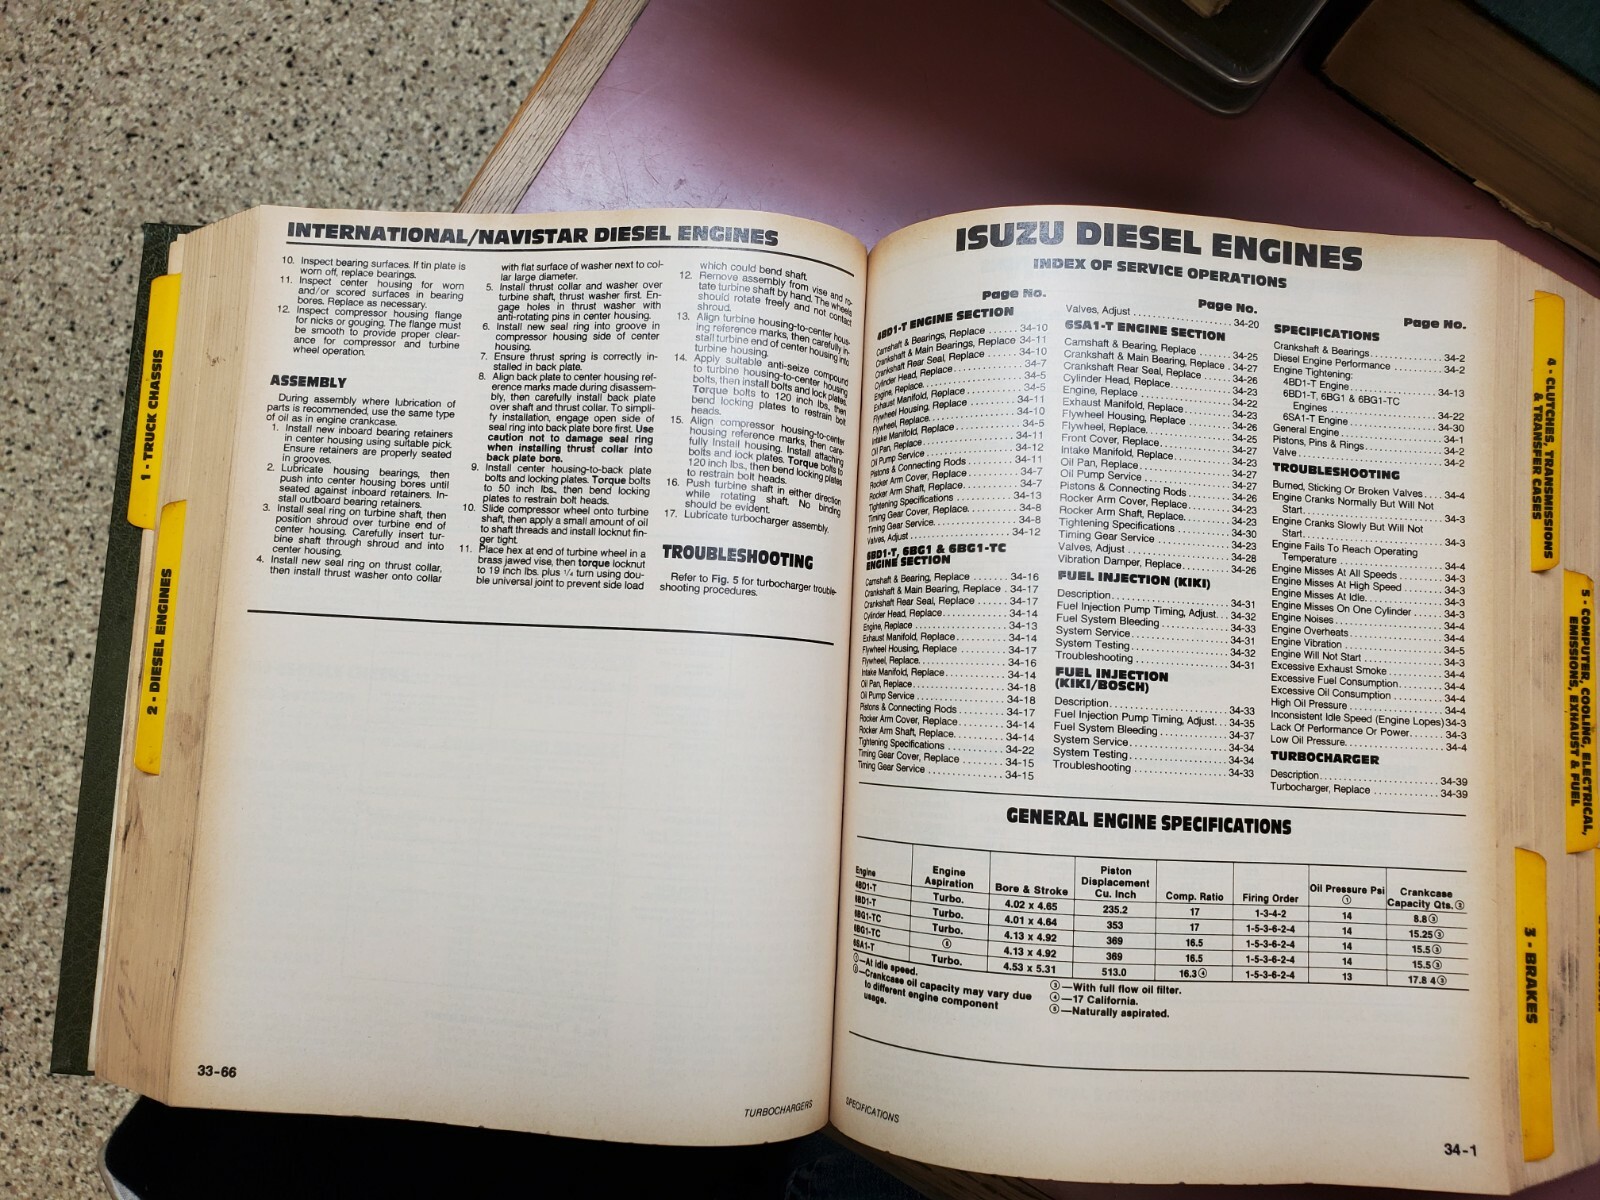 INTERNATIONAL/NAVISTAR DIESEL ENGINES
10. Inspect bearing surfaces. If tin plate is
worn off, replace bearings.
11. Inspect center housing for worn
and/or scored surfaces in bearing
bores. Replace as necessary.
12. Inspect compressor housing flange
for nicks or gouging. The flange must
be smooth to provide proper clear-
ance for compressor and turbine
wheel operation.
ASSEMBLY
During assembly where lubrication of
parts is recommended, use the same type
of oil as in engine crankcase.
1. Install new inboard bearing retainers
in center housing using suitable pick.
Ensure retainers are properly seated
in grooves.
2. Lubricate housing bearings, then
push into center housing bores until
seated against inboard retainers. In-
stall outboard bearing retainers.
3. Install seal ring on turbine shaft, then
position shroud over turbine end of
center housing. Carefully insert tur-
bine shaft through shroud and into
center housing.
4. Install new seal ring on thrust collar,
then install thrust washer onto collar
with flat surface of washer next to col-
lar large diameter.
5. Install thrust collar and washer over
turbine shaft, thrust washer first. En-
gage holes in thrust washer with
anti-rotating pins in center housing.
6. Install new seal ring into groove in
compressor housing side of center
housing.
7. Ensure thrust spring is correctly in-
stalled in back plate.
8. Align back plate to center housing ref-
erence marks made during disassem-
bly, then carefully install back plate
over shaft and thrust collar. To simpli-
fy installation, engage open side of
seal ring into back plate bore first. Use
caution not to damage seal ring
when installing thrust collar into
back plate bore.
9. Install center housing-to-back plate
bolts and locking plates. Torque bolts
to 50 inch lbs., then bend locking
plates to restrain bolt heads.
10. Slide compressor wheel onto turbine
shaft, then apply a small amount of oil
to shaft threads and install locknut fin-
ger tight.
11. Place hex at end of turbine wheel in a
brass jawed vise, then torque locknut
to 19 inch lbs. plus 1/4 turn using dou-
ble universal joint to prevent side load
which could bend shaft.
12. Remove assembly from vise and ro-
tate turbine shaft by hand. The wheels
should rotate freely and not contact
shroud.
13. Align turbine housing-to-center hous-
ing reference marks, then carefully in-
stall turbine end of center housing into
turbine housing.
14. Apply suitable anti-seize compound
to turbine housing-to-center housing
bolts, then install bolts and lock plates.
Torque bolts to 120 inch lbs, then
bend locking plates to restrain bolt
heads.
15. Align compressor housing-to-center
housing reference marks, then care-
fully install housing. Install attaching
bolts and lock plates. Torque bolts to
120 inch lbs., then bend locking plates
to restrain bolt heads.
16. Push turbine shaft in either direction
while rotating shaft. No binding
should be evident.
17. Lubricate turbocharger assembly.
TROUBLESHOOTING
Refer to Fig. 5 for turbocharger trouble-
shooting procedures.
33-66
TURBOCHARGERS
1 - TRUCK CHASSIS
2 - DIESEL ENGINES
ISUZU DIESEL ENGINES
INDEX OF SERVICE OPERATIONS
Page No.
4BD1-T ENGINE SECTION
Camshaft & Bearings, Replace 34-10
Crankshaft & Main Bearings, Replace 34-11
Crankshaft Rear Seal, Replace 34-10
Cylinder Head, Replace 34-7
Engine, Replace 34-5
Exhaust Manifold, Replace 34-5
Flywheel Housing, Replace 34-11
Flywheel, Replace 34-10
Intake Manifold, Replace 34-5
Oil Pan, Replace 34-11
Oil Pump Service 34-12
Pistons & Connecting Rods 34-11
Rocker Arm Cover, Replace 34-7
Rocker Arm Shaft, Replace 34-7
Tightening Specifications 34-13
Timing Gear Cover, Replace 34-8
Timing Gear Service 34-8
Valves, Adjust 34-12
6BD1-T, 6BG1 & 6BG1-TC
ENGINE SECTION
Camshaft & Bearing, Replace 34-16
Crankshaft & Main Bearing, Replace 34-17
Crankshaft Rear Seal, Replace 34-17
Cylinder Head, Replace 34-14
Engine, Replace 34-13
Exhaust Manifold, Replace 34-14
Flywheel Housing, Replace 34-17
Flywheel, Replace 34-16
Intake Manifold, Replace 34-14
Oil Pan, Replace 34-18
Oil Pump Service 34-18
Pistons & Connecting Rods 34-17
Rocker Arm Cover, Replace 34-14
Rocker Arm Shaft, Replace 34-14
Tightening Specifications 34-22
Timing Gear Cover, Replace 34-15
Timing Gear Service 34-15
Page No.
Valves, Adjust 34-20
6SA1-T ENGINE SECTION
Camshaft & Bearing, Replace 34-25
Crankshaft & Main Bearing, Replace 34-27
Crankshaft Rear Seal, Replace 34-26
Cylinder Head, Replace 34-23
Engine, Replace 34-23
Exhaust Manifold, Replace 34-22
Flywheel Housing, Replace 34-26
Flywheel, Replace 34-25
Front Cover, Replace 34-27
Intake Manifold, Replace 34-23
Oil Pan, Replace 34-27
Oil Pump Service 34-27
Pistons & Connecting Rods 34-26
Rocker Arm Cover, Replace 34-23
Rocker Arm Shaft, Replace 34-23
Tightening Specifications 34-30
Timing Gear Service 34-23
Valves, Adjust 34-28
Vibration Damper, Replace 34-26
FUEL INJECTION (KIKI)
Description 34-31
Fuel Injection Pump Timing, Adjust 34-32
Fuel System Bleeding 34-33
System Service 34-31
System Testing 34-32
Troubleshooting 34-31
FUEL INJECTION
(KIKI/BOSCH)
Description 34-33
Fuel Injection Pump Timing, Adjust 34-35
Fuel System Bleeding 34-37
System Service 34-34
System Testing 34-34
Troubleshooting 34-33
Page No.
SPECIFICATIONS
Crankshaft & Bearings 34-2
Diesel Engine Performance 34-2
Engine Tightening:
4BD1-T Engine 34-13
6BD1-T, 6BG1 & 6BG1-TC
Engines 34-22
6SA1-T Engine 34-30
General Engine 34-1
Pistons, Pins & Rings 34-2
Valve 34-2
TROUBLESHOOTING
Burned, Sticking Or Broken Valves 34-4
Engine Cranks Normally But Will Not
Start 34-3
Engine Cranks Slowly But Will Not
Start 34-3
Engine Fails To Reach Operating
Temperature 34-4
Engine Misses At All Speeds 34-3
Engine Misses At High Speed 34-3
Engine Misses At Idle 34-3
Engine Misses On One Cylinder 34-3
Engine Noises 34-4
Engine Overheats 34-4
Engine Vibration 34-5
Engine Will Not Start 34-3
Excessive Exhaust Smoke 34-4
Excessive Fuel Consumption 34-4
Excessive Oil Consumption 34-4
High Oil Pressure 34-4
Inconsistent Idle Speed (Engine Lopes) 34-3
Lack Of Performance Or Power 34-3
Low Oil Pressure 34-4
TURBOCHARGER
Description 34-39
Turbocharger, Replace 34-39
GENERAL ENGINE SPECIFICATIONS
Engine Engine Aspiration Bore & Stroke Piston Displacement Cu. Inch Comp. Ratio Firing Order Oil Pressure Psi ① Crankcase Capacity Qts. ②
4BD1-T Turbo. 4.02 x 4.65 235.2 17 1-3-4-2 14 8.8③
6BD1-T Turbo. 4.01 x 4.64 353 17 1-5-3-6-2-4 14 15.25③
6BG1-TC Turbo. 4.13 x 4.92 369 16.5 1-5-3-6-2-4 14 15.5③
6BG1-TC ⑤ 4.13 x 4.92 369 16.5 1-5-3-6-2-4 14 15.5③
6SA1-T Turbo. 4.53 x 5.31 513.0 16.3④ 1-5-3-6-2-4 13 17.8 4③
①—At idle speed.
②—Crankcase oil capacity may vary due
to different engine component
usage.
③—With full flow oil filter.
④—17 California.
⑤—Naturally aspirated.
SPECIFICATIONS
34-1
4 - CLUTCHES, TRANSMISSIONS
& TRANSFER CASES
5 - COMPUTER, COOLING, ELECTRICAL,
EMISSIONS, EXHAUST & FUEL
3 - BRAKES